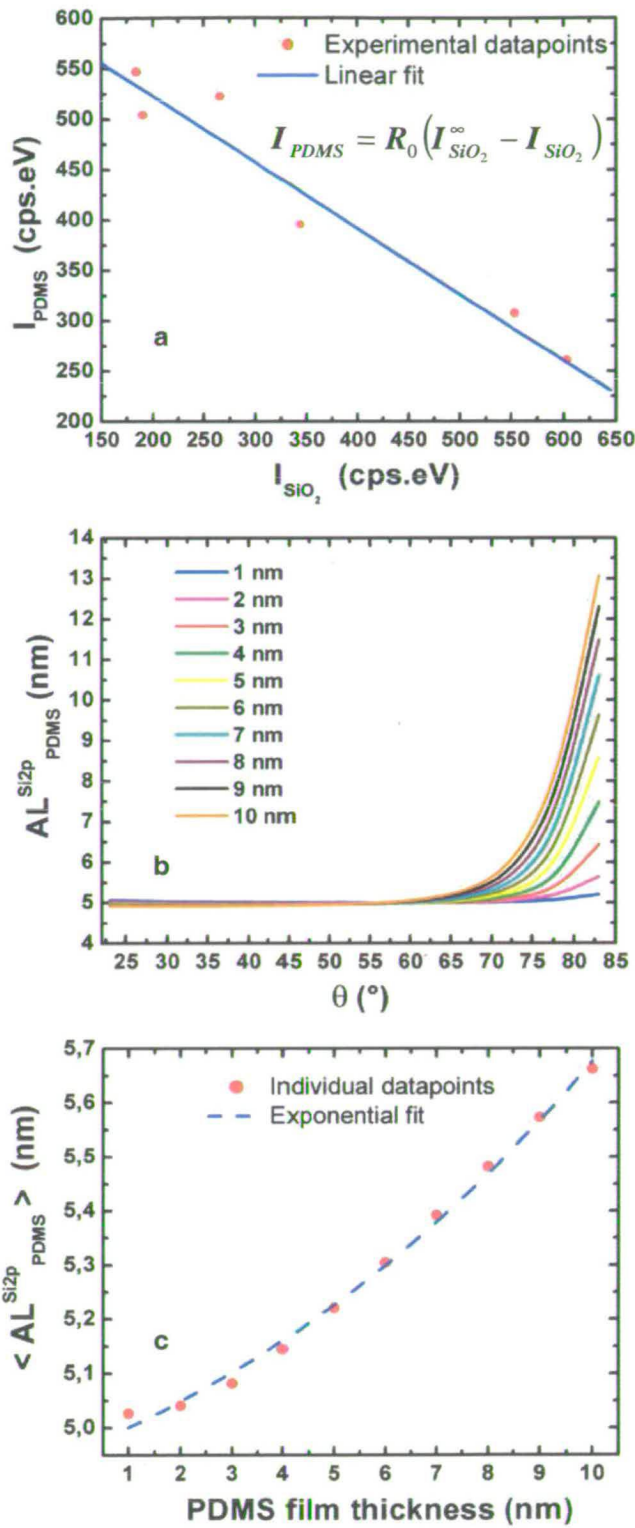 600
550
500
450
400
350
300
250
200
I_PDMS (cps.eV)
Experimental datapoints
Linear fit
I_PDMS = R_0 (I^∞_SiO_2 − I_SiO_2)
a
150 200 250 300 350 400 450 500 550 600 650
I_SiO_2 (cps.eV)
14
13
12
11
10
9
8
7
6
5
4
AL^Si2p_PDMS (nm)
1 nm
2 nm
3 nm
4 nm
5 nm
6 nm
7 nm
8 nm
9 nm
10 nm
b
25 30 35 40 45 50 55 60 65 70 75 80 85
θ (°)
5,7
5,6
5,5
5,4
5,3
5,2
5,1
5,0
< AL^Si2p_PDMS > (nm)
Individual datapoints
Exponential fit
c
1 2 3 4 5 6 7 8 9 10
PDMS film thickness (nm)